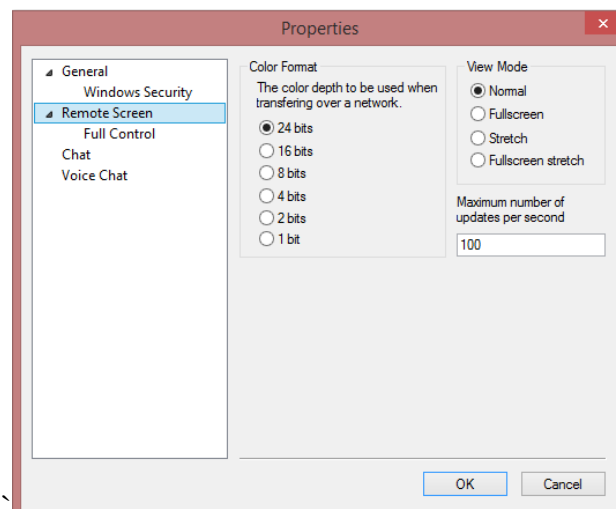 Properties
General
Windows Security
Remote Screen
Full Control
Chat
Voice Chat
Color Format
The color depth to be used when
transfering over a network.
24 bits
16 bits
8 bits
4 bits
2 bits
1 bit
View Mode
Normal
Fullscreen
Stretch
Fullscreen stretch
Maximum number of
updates per second
100
OK
Cancel
`